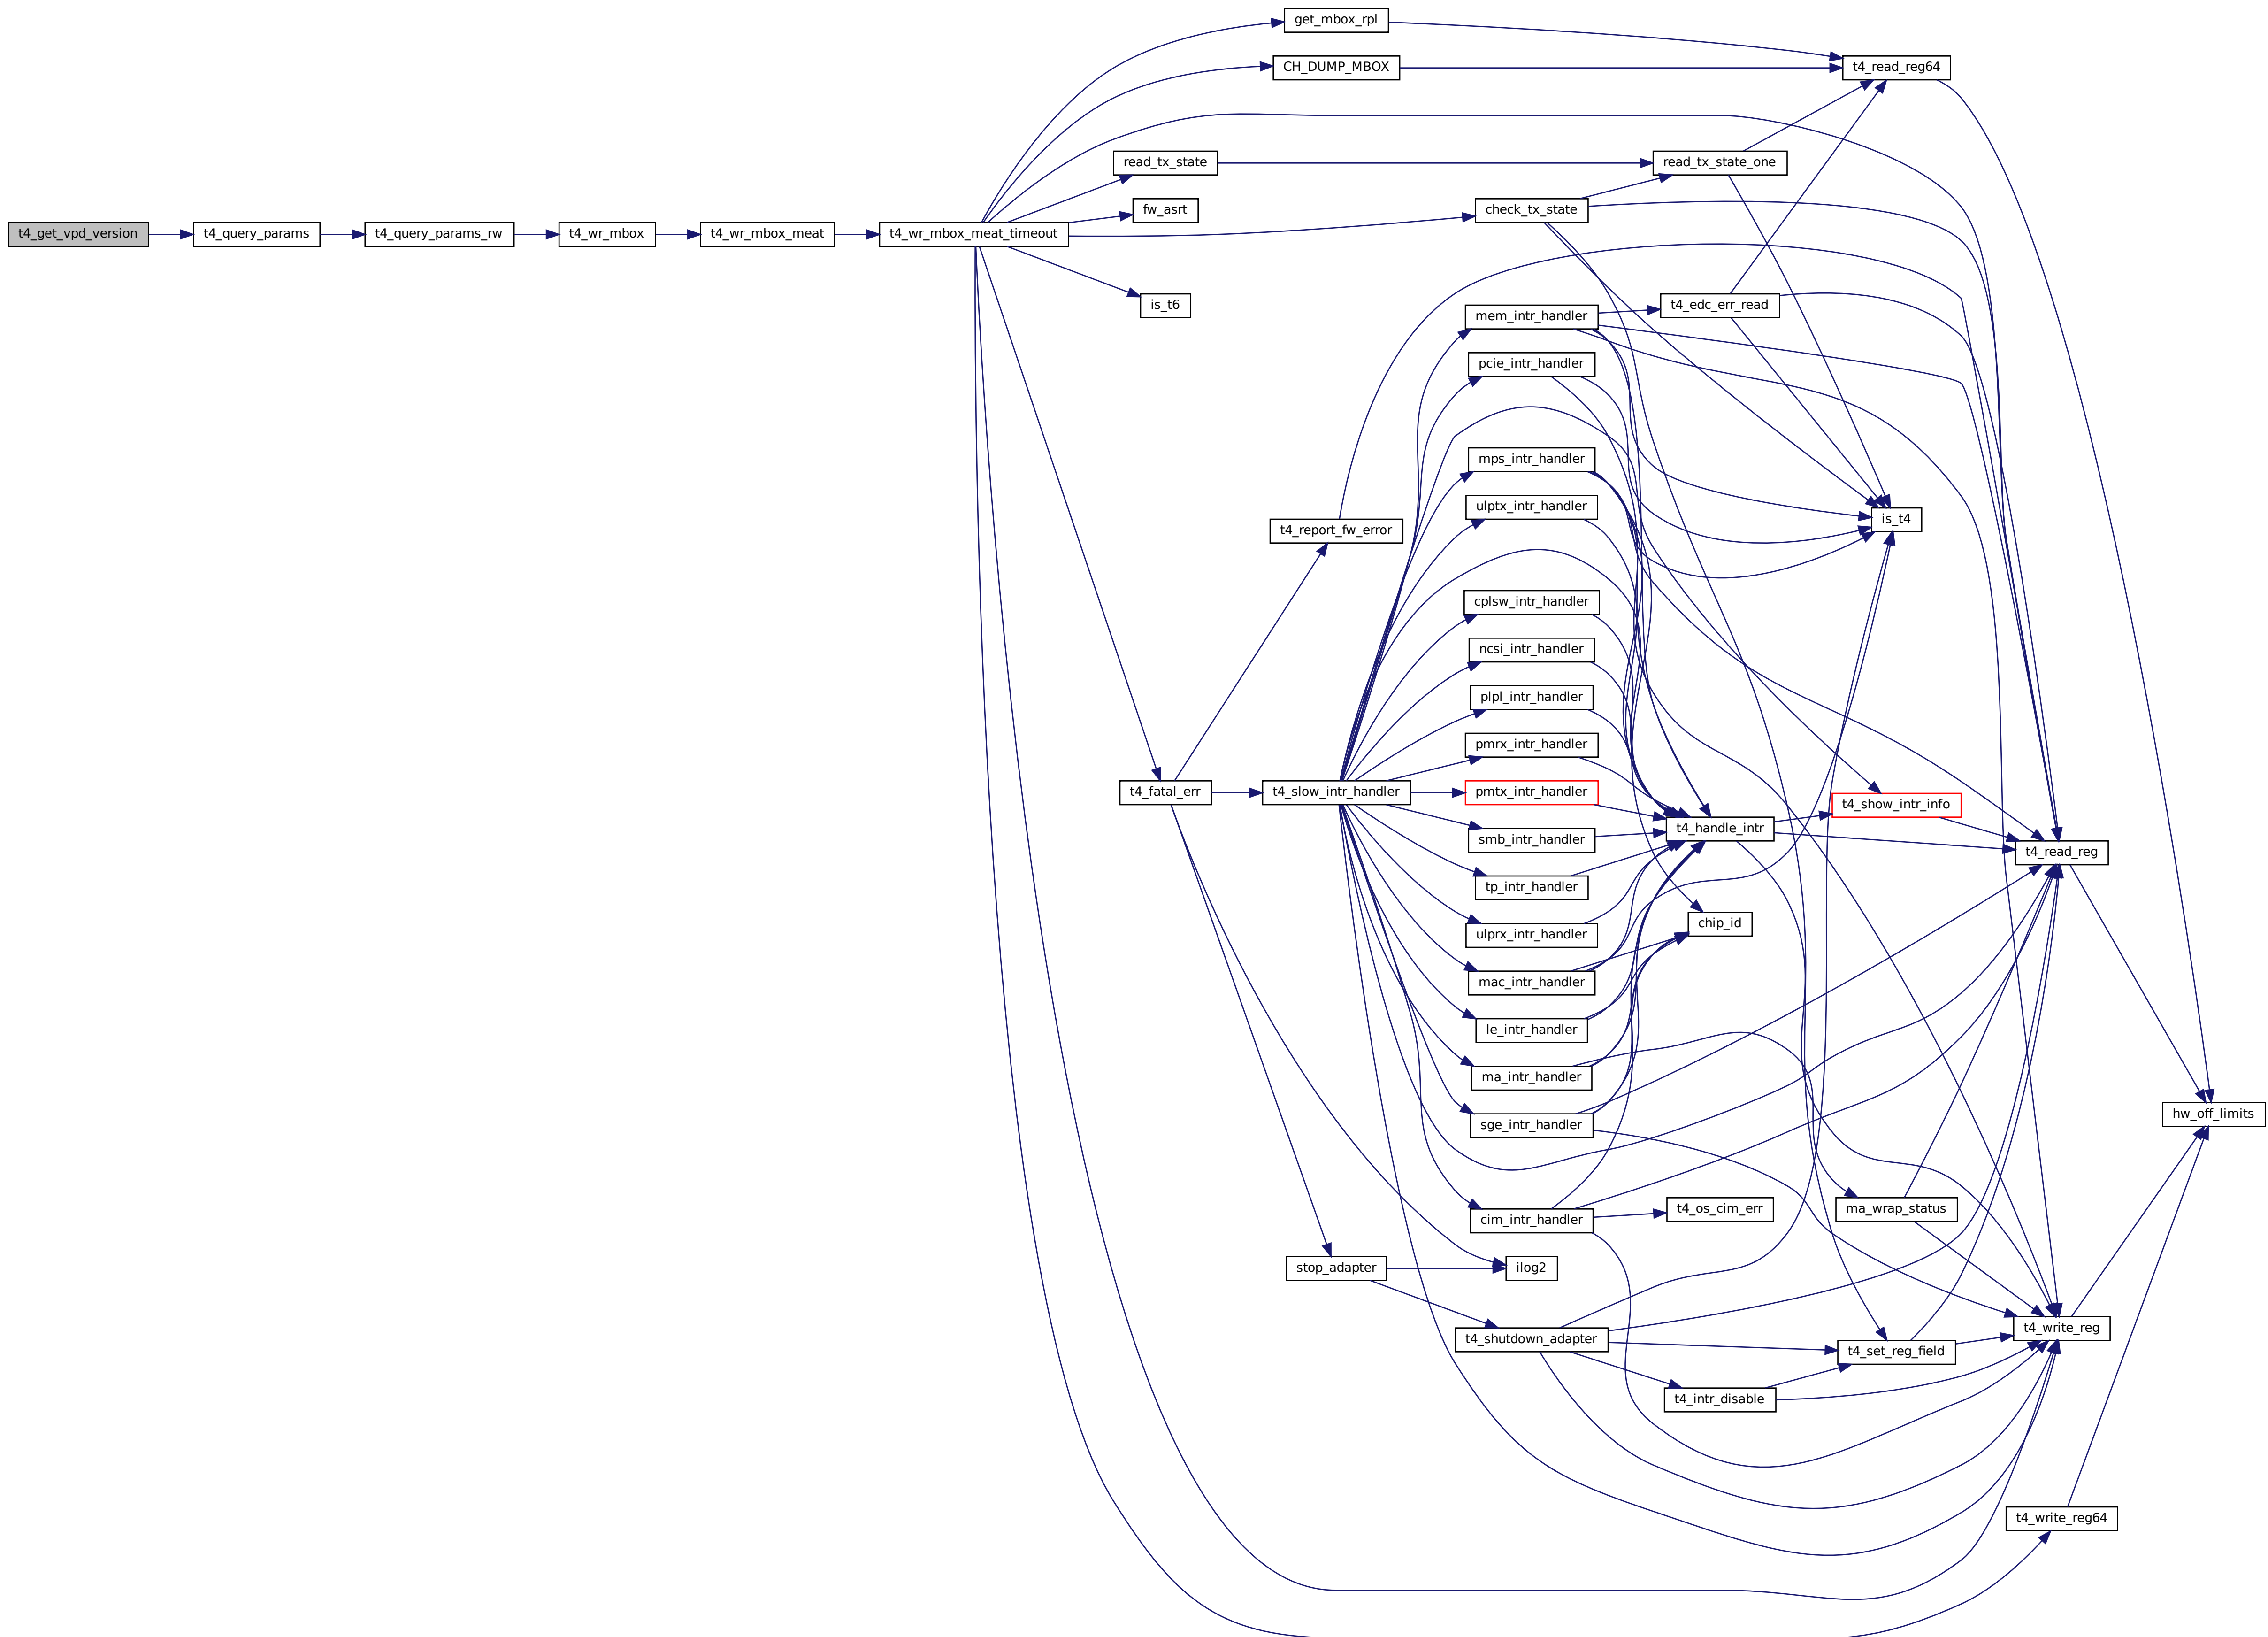 get_mbox_rpl
CH_DUMP_MBOX
t4_read_reg64
read_tx_state
read_tx_state_one
fw_asrt
check_tx_state
t4_get_vpd_version
t4_query_params
t4_query_params_rw
t4_wr_mbox
t4_wr_mbox_meat
t4_wr_mbox_meat_timeout
is_t6
t4_edc_err_read
mem_intr_handler
pcie_intr_handler
mps_intr_handler
ulptx_intr_handler
is_t4
t4_report_fw_error
cplsw_intr_handler
ncsi_intr_handler
plpl_intr_handler
pmrx_intr_handler
t4_fatal_err
t4_slow_intr_handler
pmtx_intr_handler
t4_show_intr_info
t4_handle_intr
smb_intr_handler
t4_read_reg
tp_intr_handler
chip_id
ulprx_intr_handler
mac_intr_handler
le_intr_handler
ma_intr_handler
hw_off_limits
sge_intr_handler
t4_os_cim_err
ma_wrap_status
cim_intr_handler
stop_adapter
ilog2
t4_write_reg
t4_shutdown_adapter
t4_set_reg_field
t4_intr_disable
t4_write_reg64